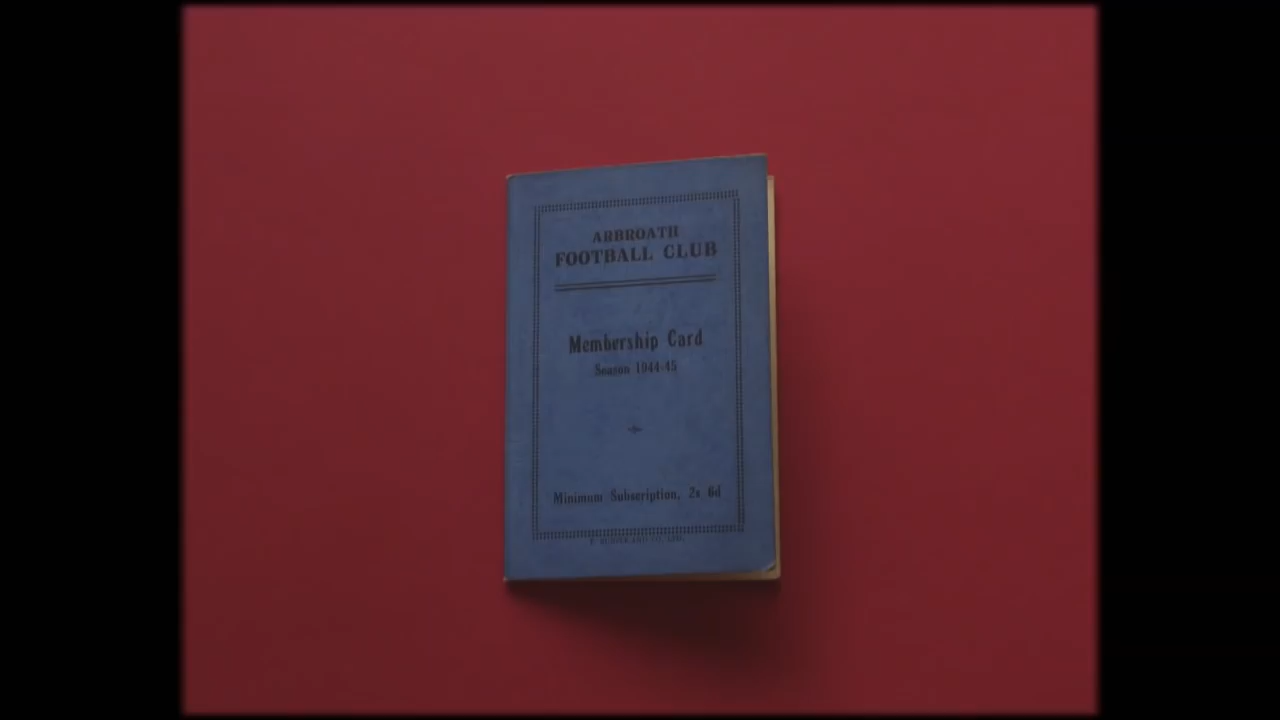 ARBROATH
FOOTBALL CLUB
Membership Card
Season 1944-45
Minimum Subscription, 2s 6d